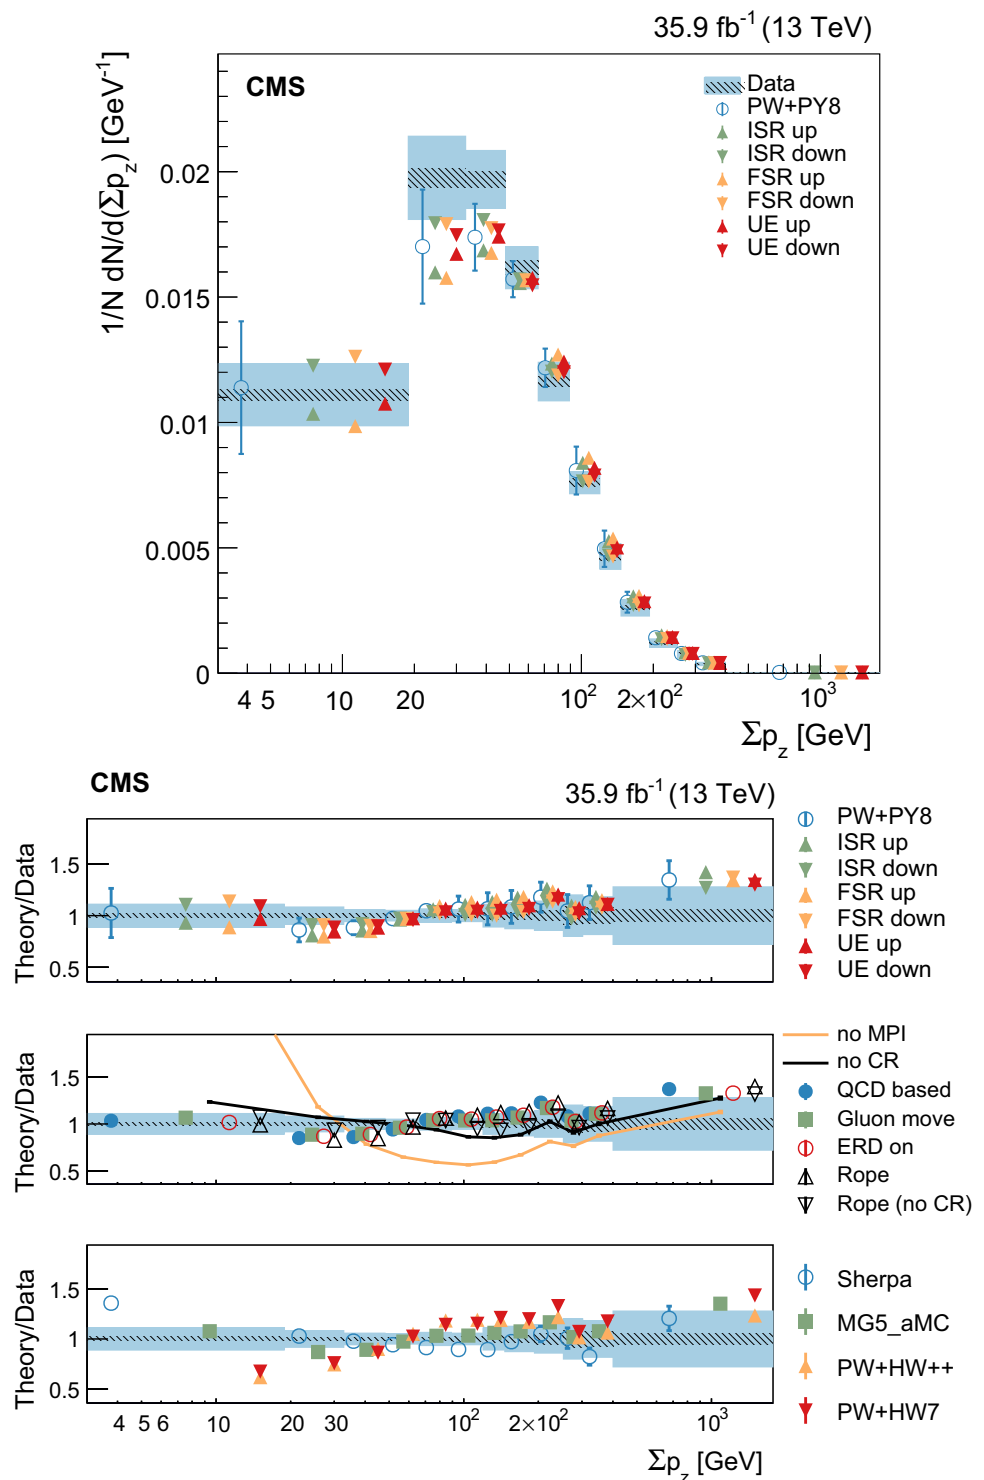 35.9 fb⁻¹ (13 TeV)
CMS
1/N dN/d(Σp_z) [GeV⁻¹]
Data
PW+PY8
ISR up
ISR down
FSR up
FSR down
UE up
UE down
0.02
0.015
0.01
0.005
0
4 5 10 20 10² 2×10² 10³
Σp_z [GeV]
CMS
35.9 fb⁻¹ (13 TeV)
Theory/Data
1.5
1
0.5
PW+PY8
ISR up
ISR down
FSR up
FSR down
UE up
UE down
Theory/Data
1.5
1
0.5
no MPI
no CR
QCD based
Gluon move
ERD on
Rope
Rope (no CR)
Theory/Data
1.5
1
0.5
Sherpa
MG5_aMC
PW+HW++
PW+HW7
4 5 6 10 20 30 10² 2×10² 10³
Σp_z [GeV]